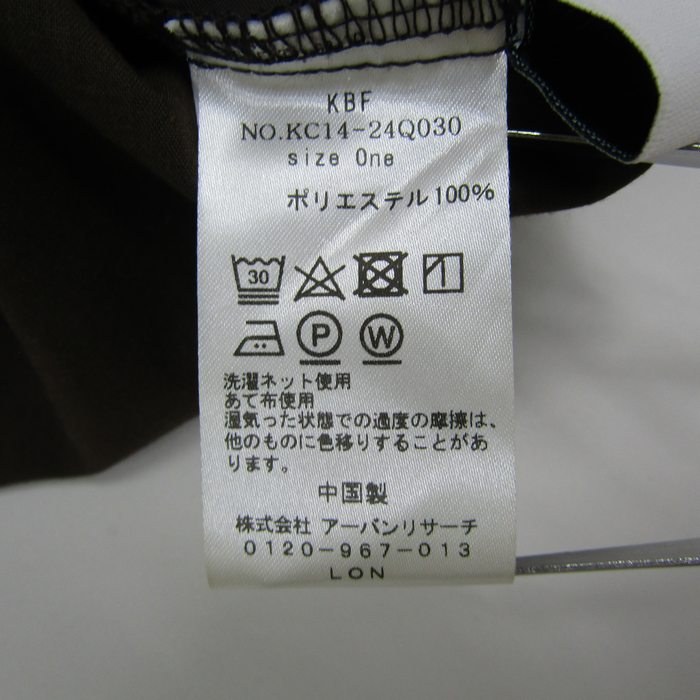 KBF
NO.KC14-24Q030
size One
ポリエステル100%
30
P W
洗濯ネット使用
あて布使用
湿気った状態での過度の摩擦は、
他のものに色移りすることがあ
ります。
中国製
株式会社 アーバンリサーチ
0120-967-013
LON